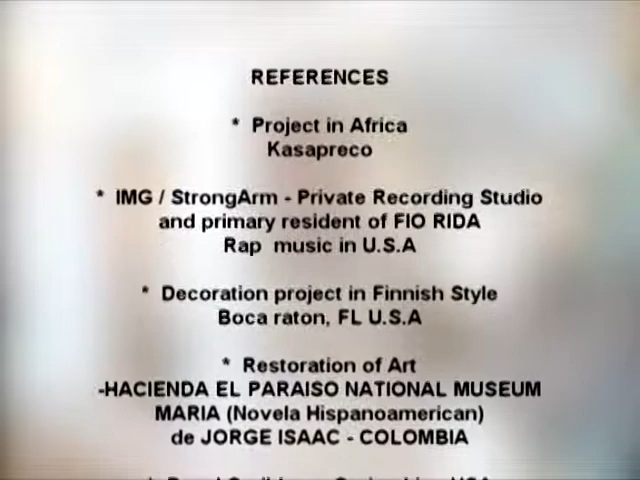 REFERENCES
* Project in Africa
Kasapreco
* IMG / StrongArm - Private Recording Studio
and primary resident of FIO RIDA
Rap music in U.S.A
* Decoration project in Finnish Style
Boca raton, FL U.S.A
* Restoration of Art
-HACIENDA EL PARAISO NATIONAL MUSEUM
MARIA (Novela Hispanoamerican)
de JORGE ISAAC - COLOMBIA